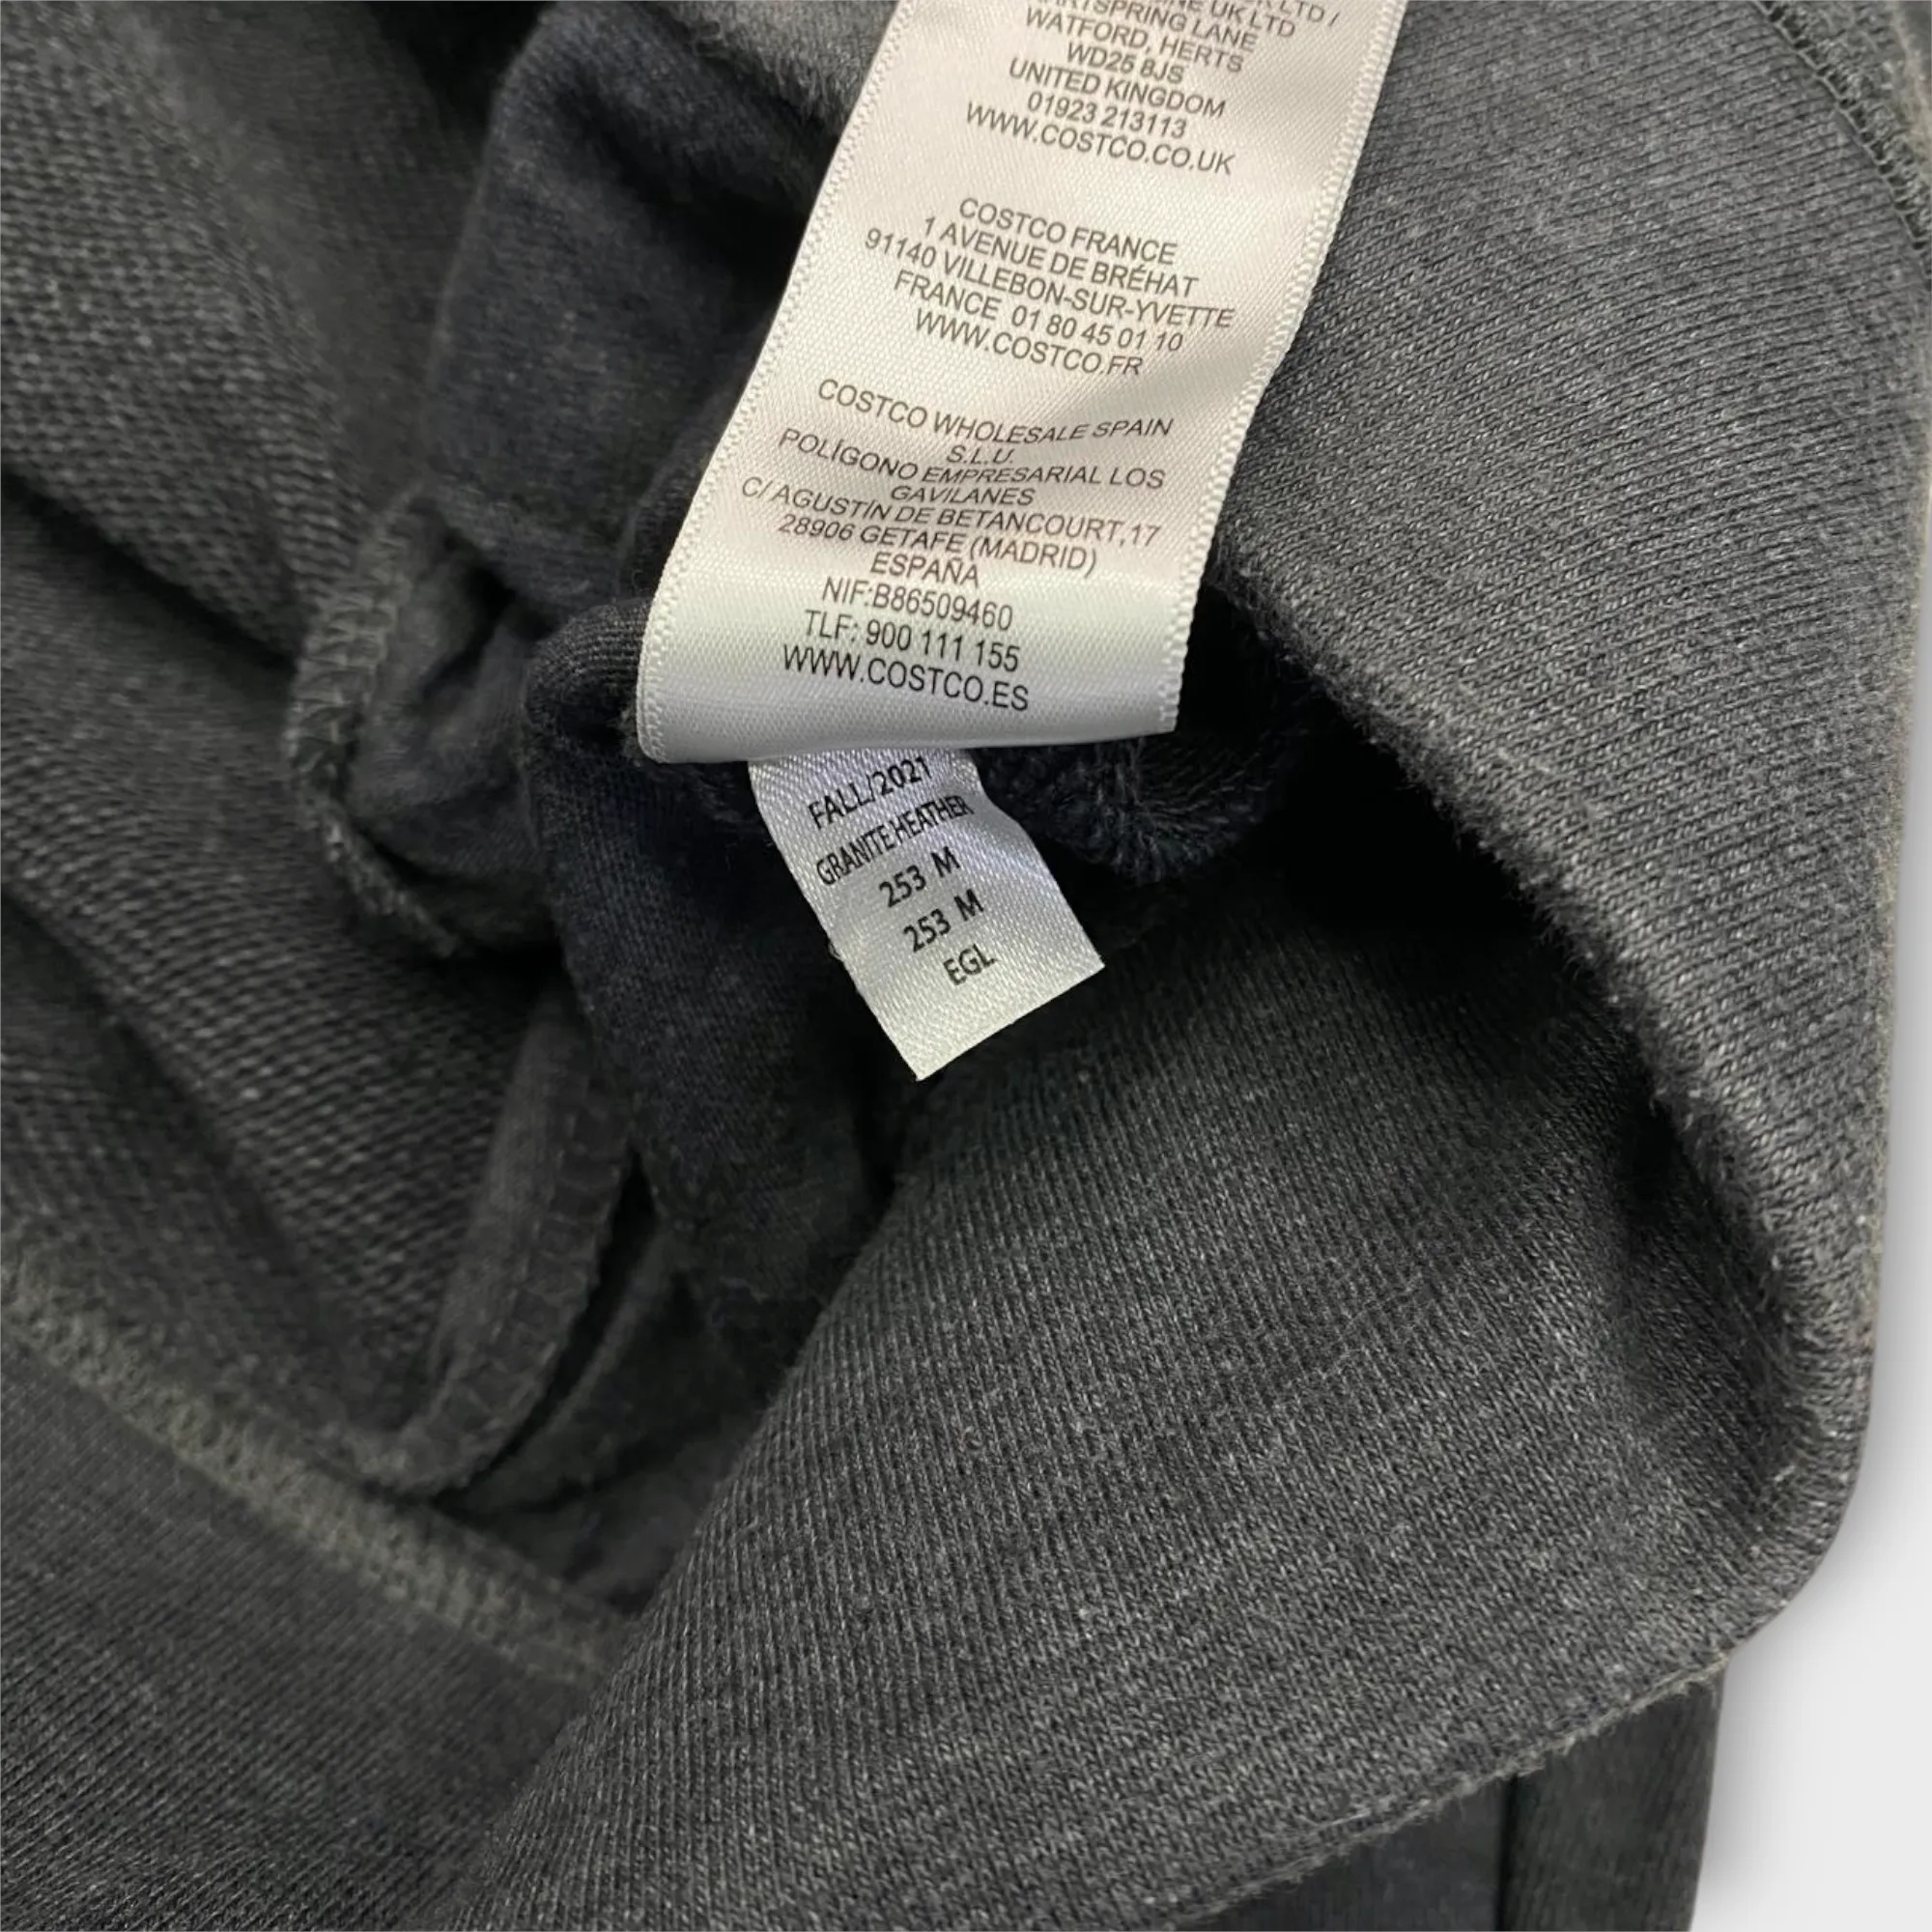 LTD /
UK LTD
WATFORD, HERTS
WD25 8JS
UNITED KINGDOM
01923 213113
WWW.COSTCO.CO.UK
COSTCO FRANCE
1 AVENUE DE BRÉHAT
91140 VILLEBON-SUR-YVETTE
FRANCE 01 80 45 01 10
WWW.COSTCO.FR
COSTCO WHOLESALE SPAIN
S.L.U.
POLÍGONO EMPRESARIAL LOS
GAVILANES
C/ AGUSTÍN DE BETANCOURT,17
28906 GETAFE (MADRID)
ESPAÑA
NIF:B86509460
TLF: 900 111 155
WWW.COSTCO.ES
FALL/2021
GRANITE HEATHER
253 M
253 M
EGL